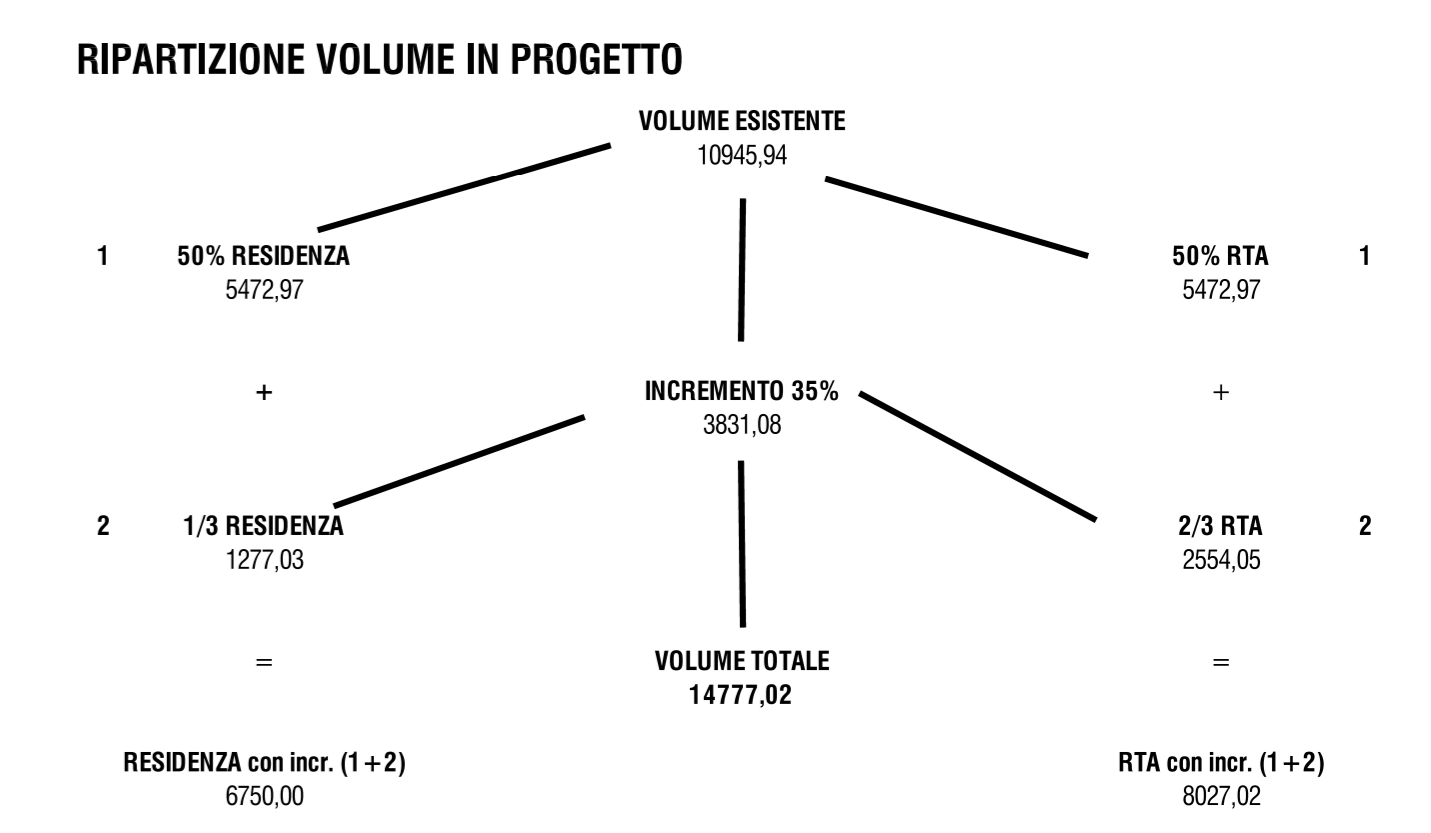 RIPARTIZIONE VOLUME IN PROGETTO
VOLUME ESISTENTE
10945,94
1 50% RESIDENZA 50% RTA 1
5472,97 5472,97
+ INCREMENTO 35% +
3831,08
2 1/3 RESIDENZA 2/3 RTA 2
1277,03 2554,05
= VOLUME TOTALE =
14777,02
RESIDENZA con incr. (1+2) RTA con incr. (1+2)
6750,00 8027,02